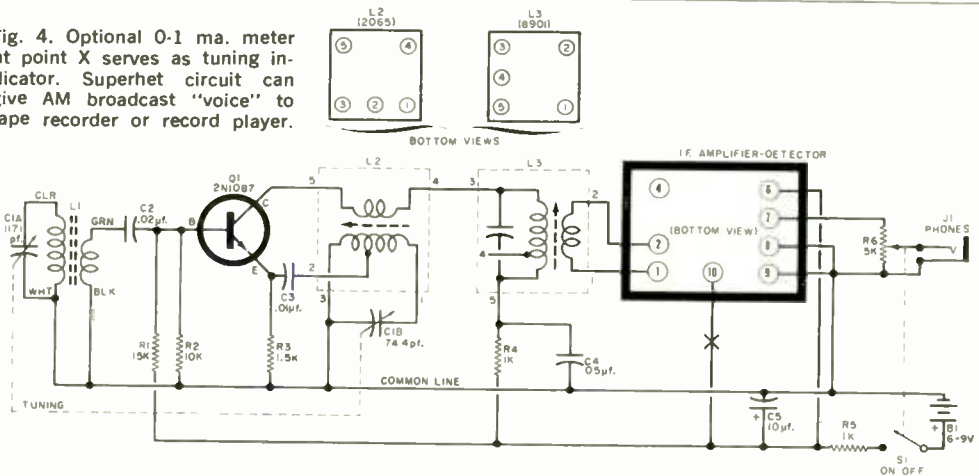 Fig. 4. Optional 0-1 ma. meter
at point X serves as tuning in-
dicator. Superhet circuit can
give AM broadcast "voice" to
tape recorder or record player.
L2
(2065)
5 4
3 2 1
L3
(8901)
3 2
4
5 1
BOTTOM VIEWS
CLR
C1A
(171
pf.
L1
GRN
C2
.02µf.
WHT
BLK
Q1
2N1087
B
C
E
C3
.01µf.
L2
5
4
2
3
C1B
74.4pf.
L3
3
2
4
5
I.F. AMPLIFIER-DETECTOR
(BOTTOM VIEW)
4
2
1
10
6
7
8
9
R6
5K
J1
PHONES
R1
15K
R2
10K
R3
1.5K
R4
1K
C4
.05µf.
TUNING
COMMON LINE
X
C5
+ 10µf.
R5
1K
S1
ON OFF
+ B1
6-9V